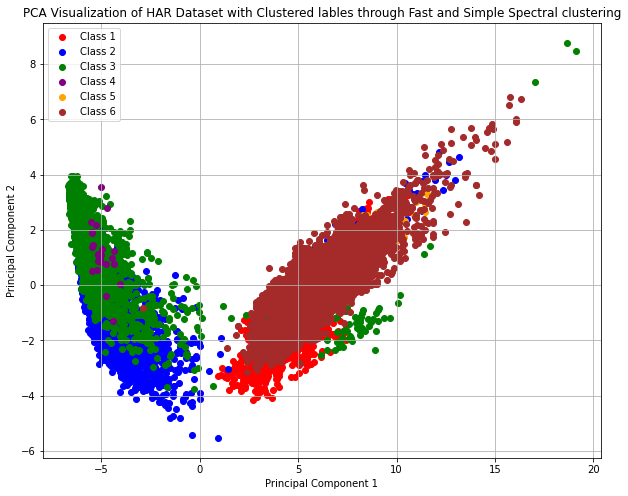 PCA Visualization of HAR Dataset with Clustered lables through Fast and Simple Spectral clustering
Class 1
Class 2
Class 3
Class 4
Class 5
Class 6
8
6
4
2
0
−2
−4
−6
Principal Component 2
−5
0
5
10
15
20
Principal Component 1